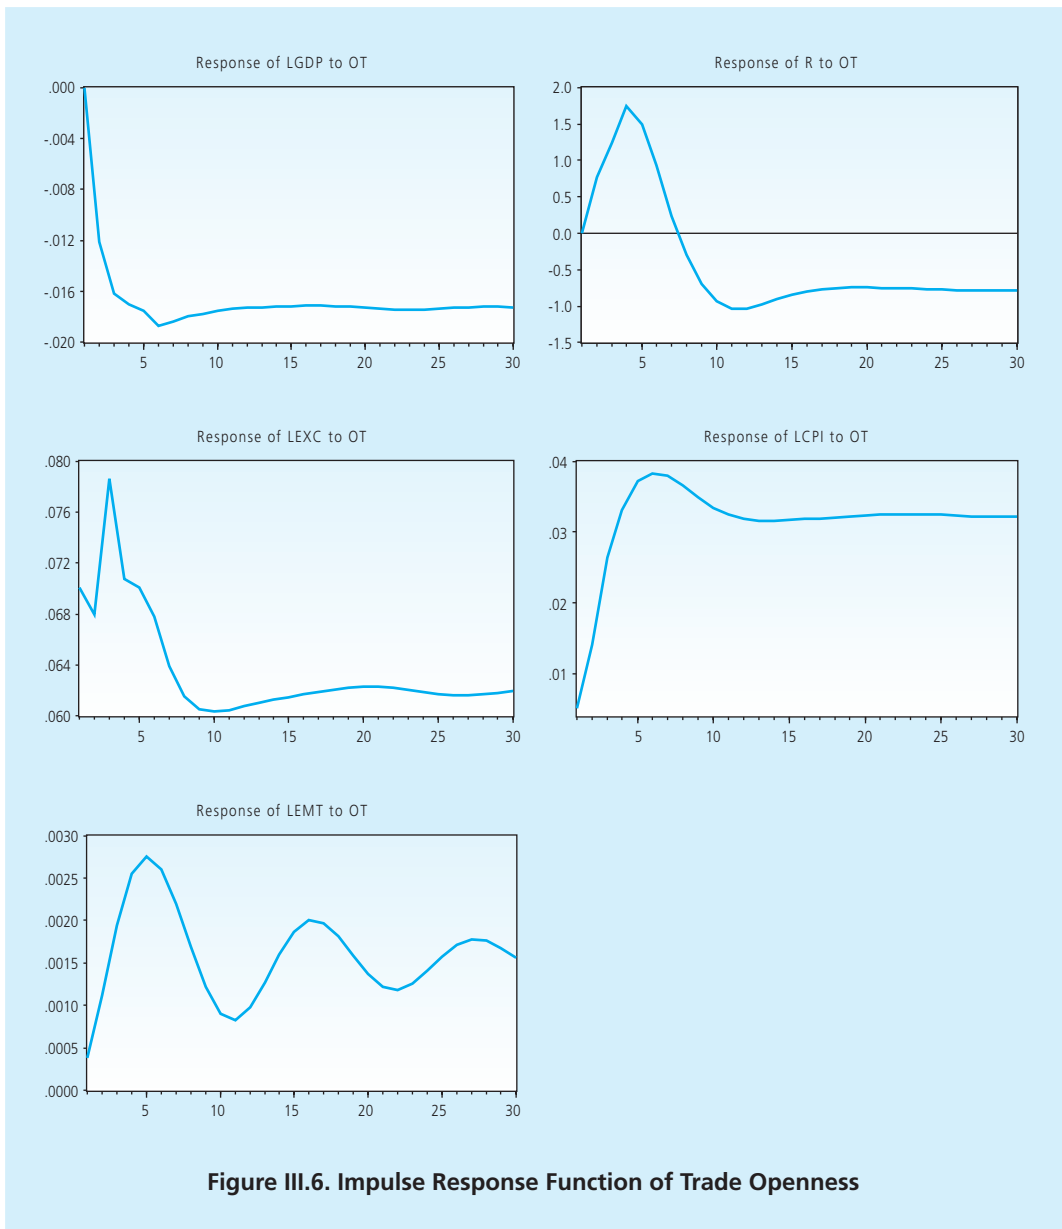 Response of LGDP to OT
.000
-.004
-.008
-.012
-.016
-.020
5 10 15 20 25 30
Response of R to OT
2.0
1.5
1.0
0.5
0.0
-0.5
-1.0
-1.5
5 10 15 20 25 30
Response of LEXC to OT
.080
.076
.072
.068
.064
.060
5 10 15 20 25 30
Response of LCPI to OT
.04
.03
.02
.01
5 10 15 20 25 30
Response of LEMT to OT
.0030
.0025
.0020
.0015
.0010
.0005
.0000
5 10 15 20 25 30
Figure III.6. Impulse Response Function of Trade Openness